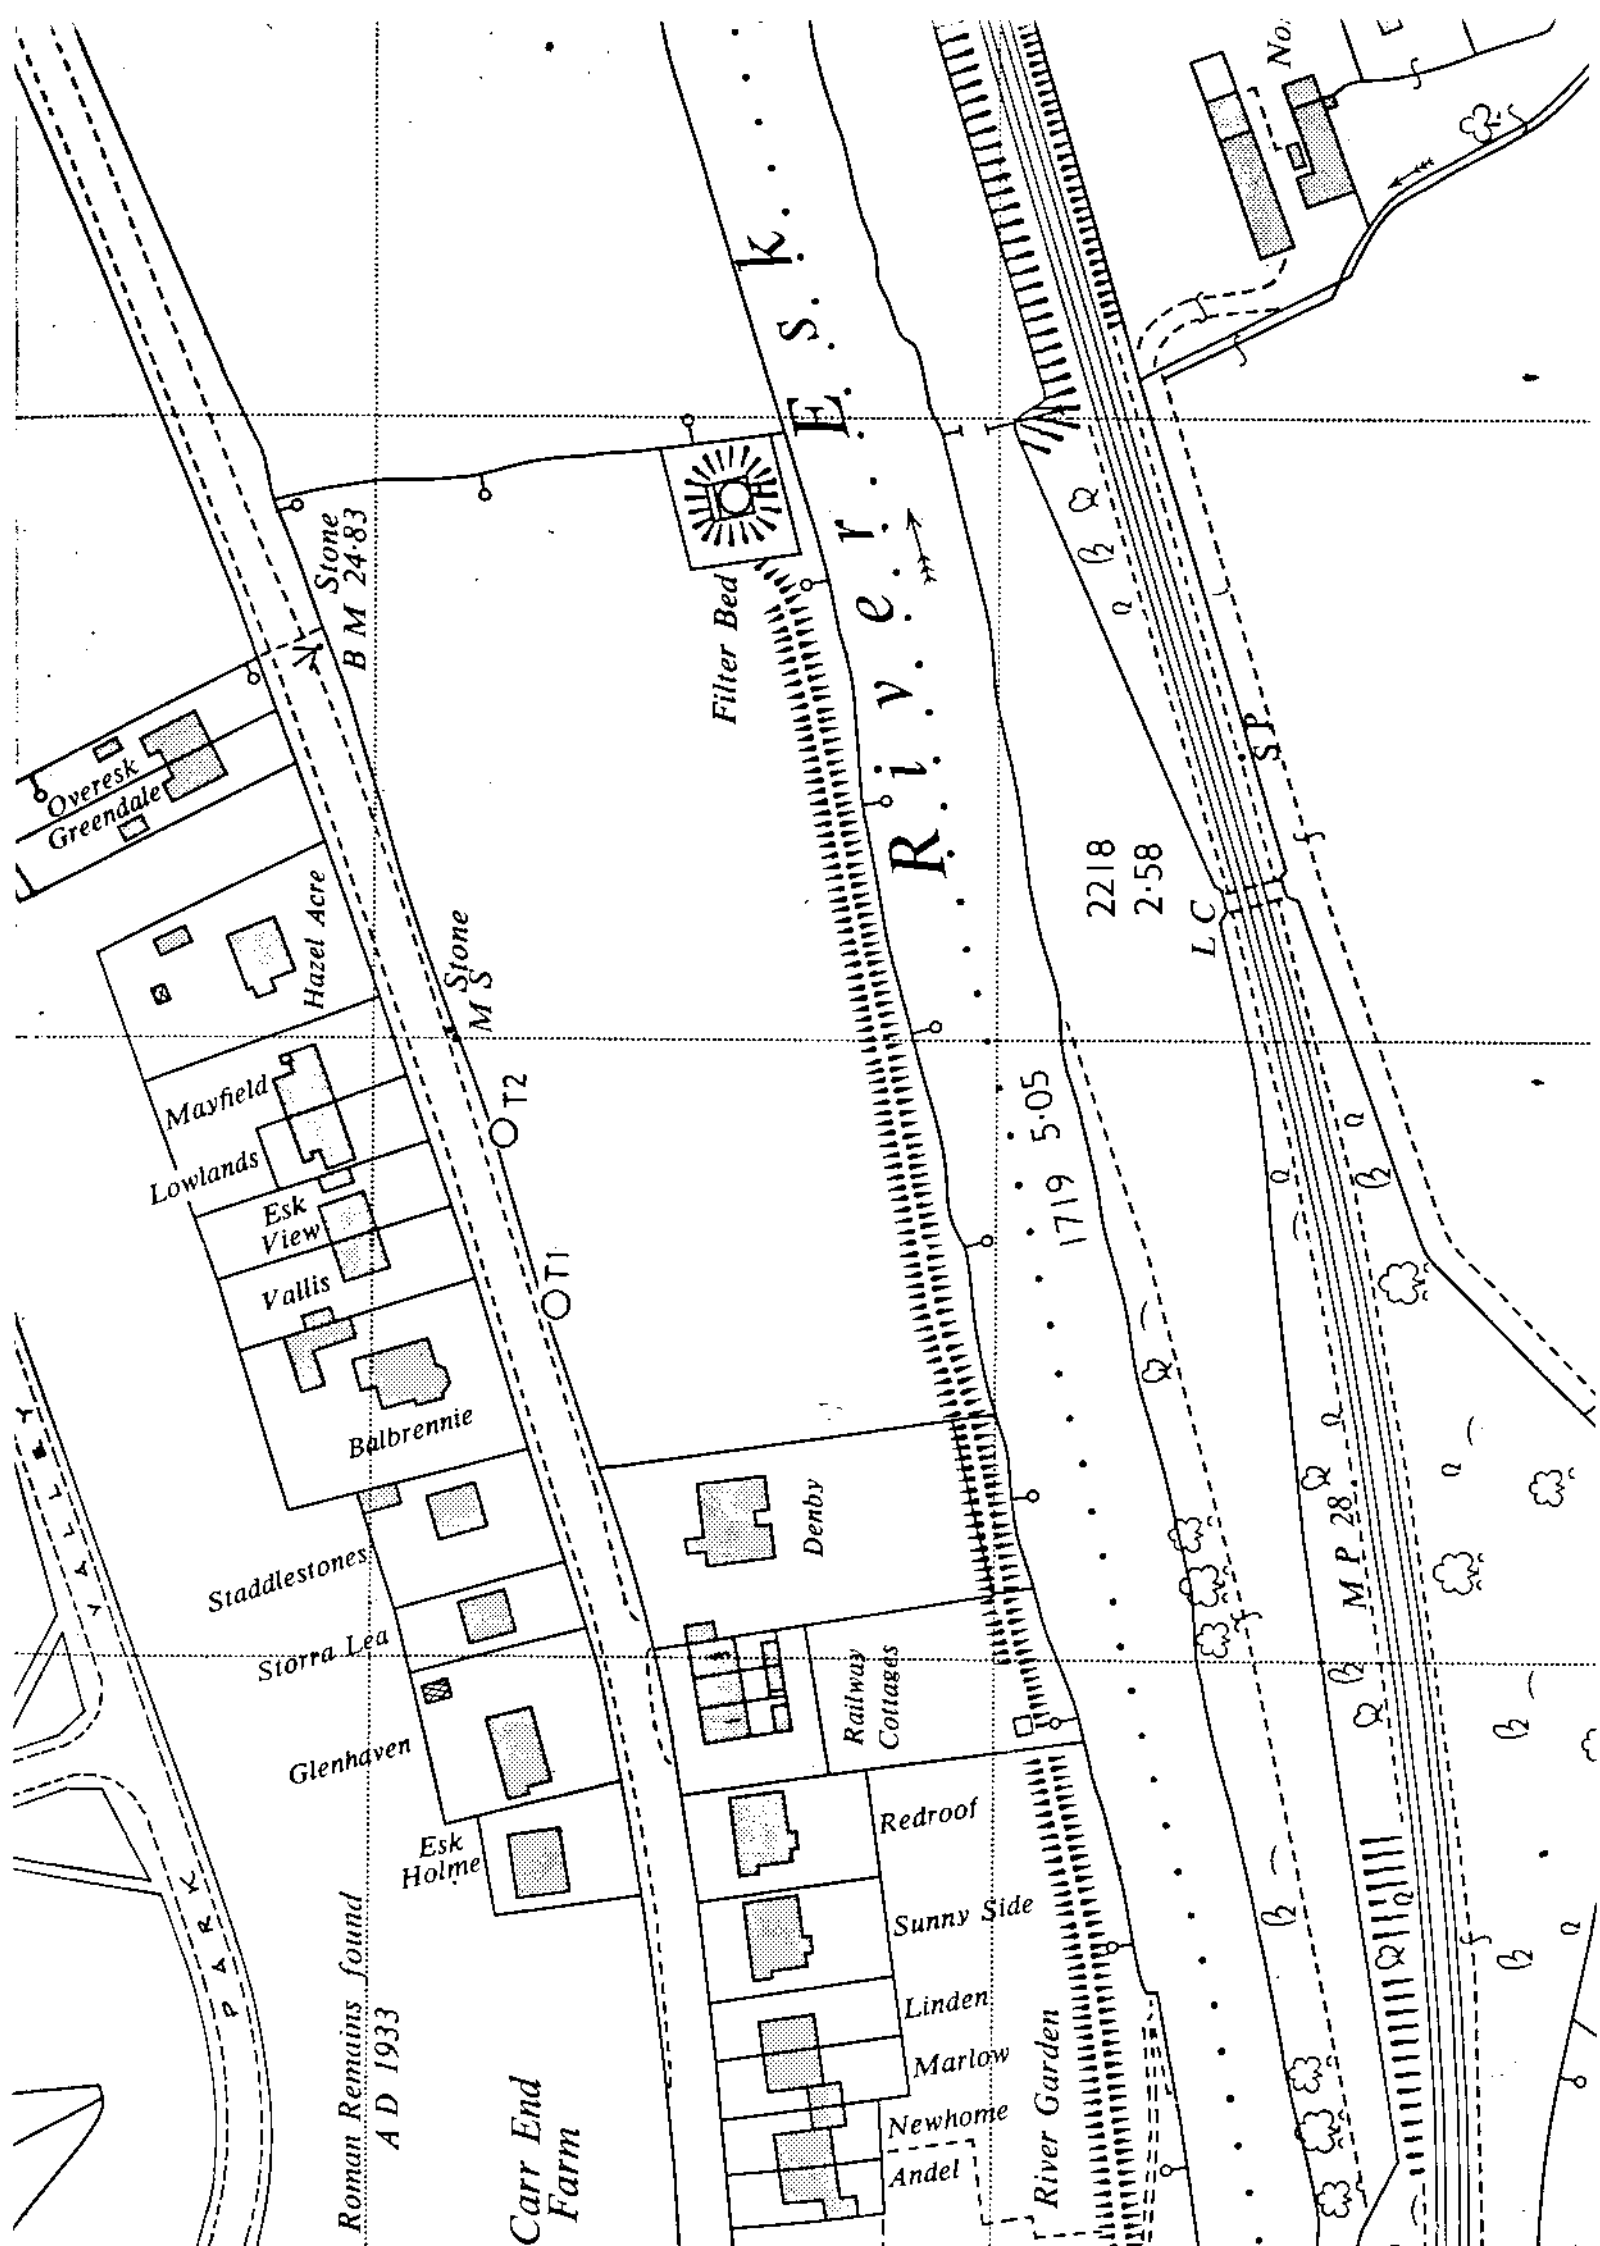 No.
River Esk
Stone
B M 24·83
Filter Bed
Overesk
Greendale
S P
2218
2·58
L C
Hazel Acre
Stone
M S
T2
Mayfield
Lowlands
1719 5·05
Esk
View
T1
Vallis
Balbrennie
Denby
M P 28
Staddlestones
Storra Lea
Railway
Cottages
Glenhaven
Redroof
Esk
Holme
VALLEY
PARK
Sunny Side
Roman Remains found
A D 1933
Linden
Marlow
River Garden
Newhome
Carr End
Farm
Andel